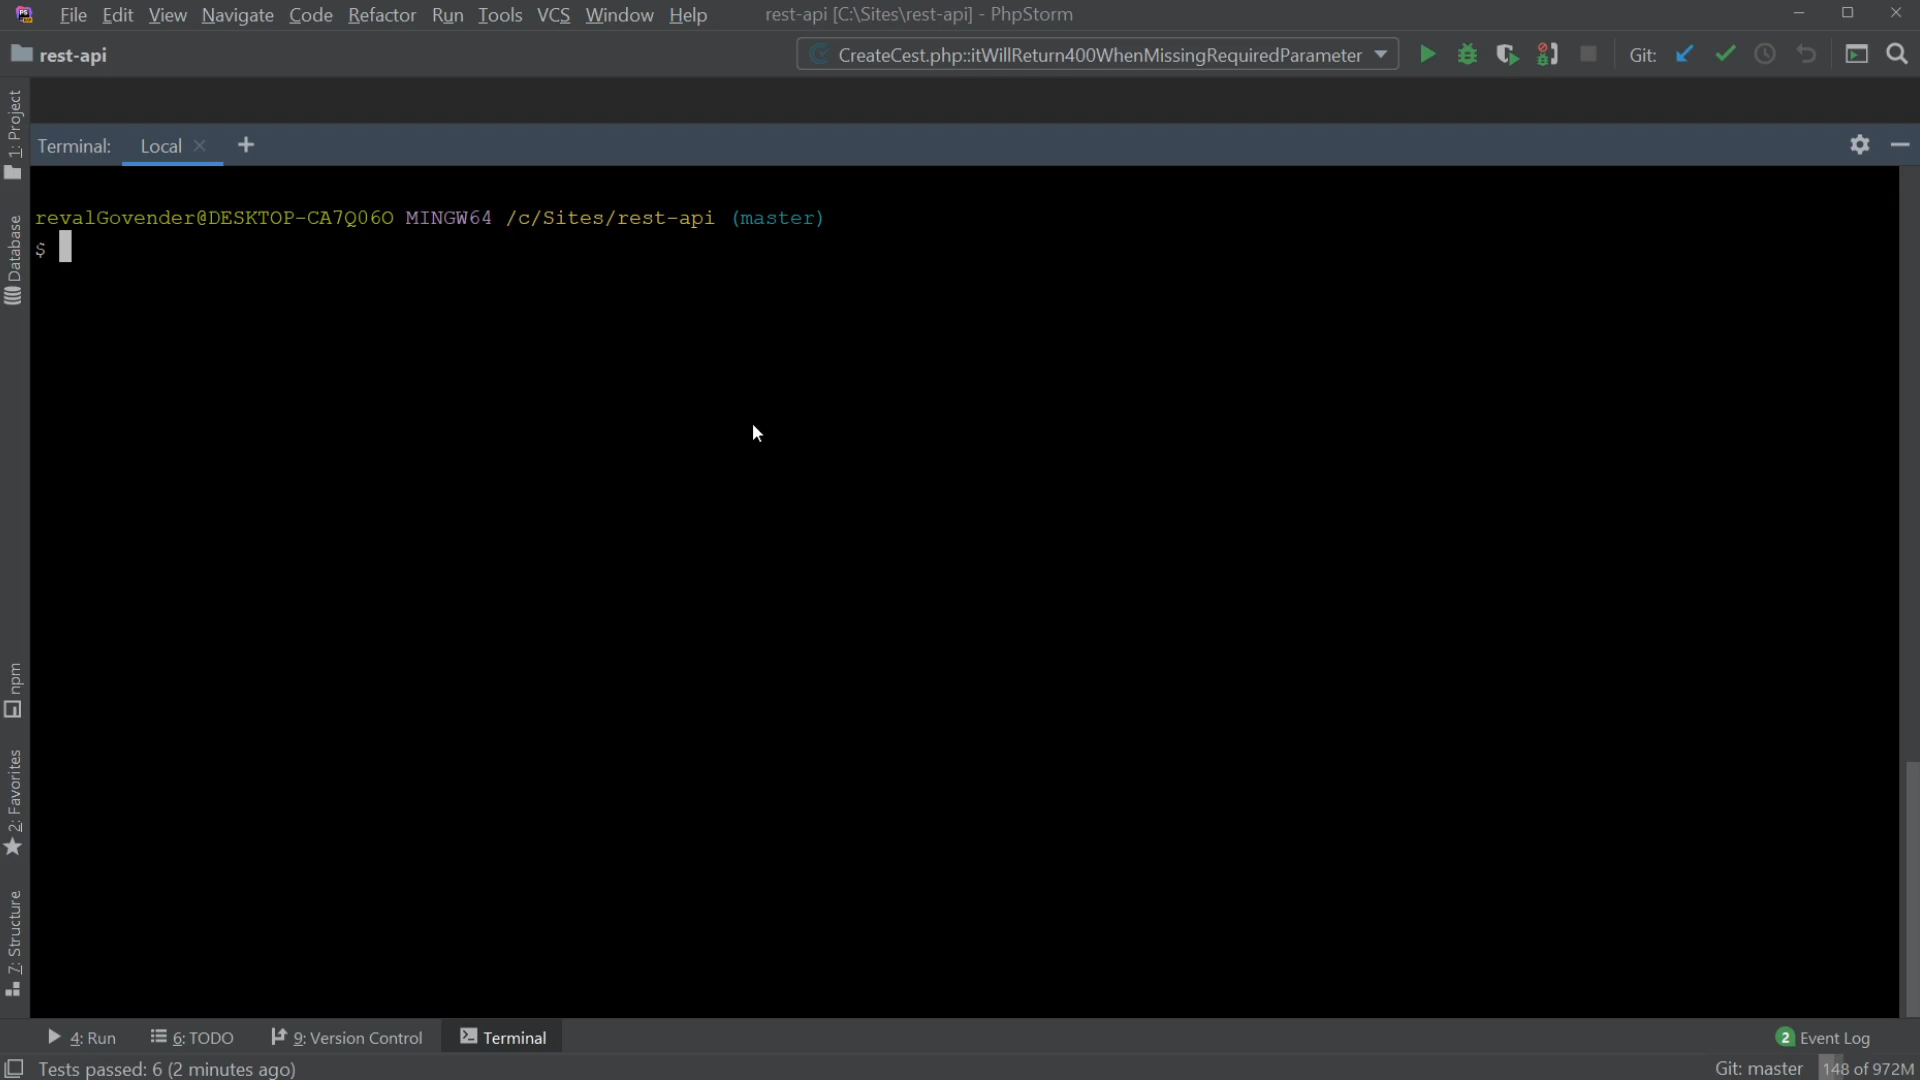 File Edit View Navigate Code Refactor Run Tools VCS Window Help rest-api [C:\Sites\rest-api] - PhpStorm
rest-api CreateCest.php::itWillReturn400WhenMissingRequiredParameter Git:
Terminal: Local
1: Project
Database
npm
2: Favorites
7: Structure
revalGovender@DESKTOP-CA7Q06O MINGW64 /c/Sites/rest-api (master)
$
4: Run 6: TODO 9: Version Control Terminal 2 Event Log
Tests passed: 6 (2 minutes ago) Git: master 148 of 972M